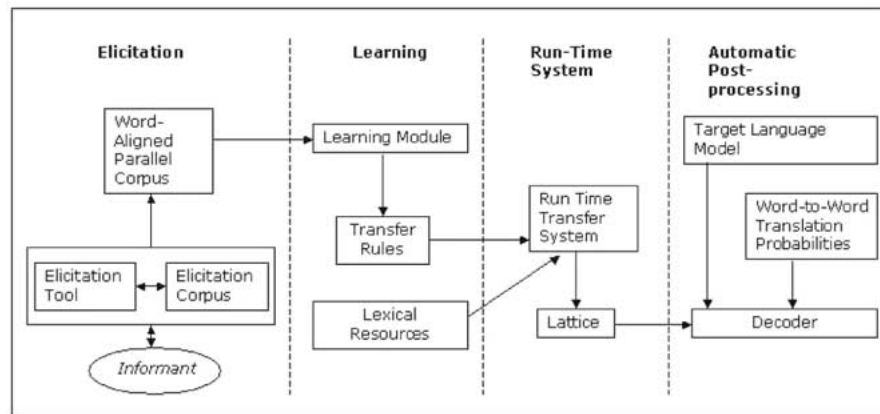 Elicitation
Learning
Run-Time
System
Automatic
Post-
processing
Word-
Aligned
Parallel
Corpus
Learning Module
Target Language
Model
Run Time
Transfer
System
Word-to-Word
Translation
Probabilities
Transfer
Rules
Elicitation
Tool
Elicitation
Corpus
Lexical
Resources
Lattice
Decoder
Informant